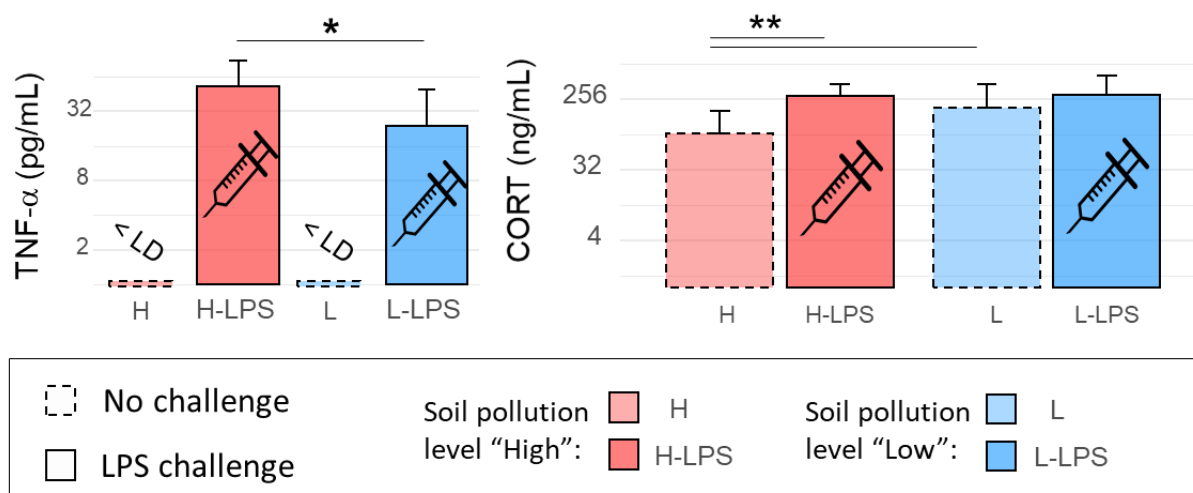 *
**
TNF-α (pg/mL)
32
8
2
< LD
< LD
H
H-LPS
L
L-LPS
CORT (ng/mL)
256
32
4
H
H-LPS
L
L-LPS
No challenge
LPS challenge
Soil pollution
level “High”:
H
H-LPS
Soil pollution
level “Low”:
L
L-LPS